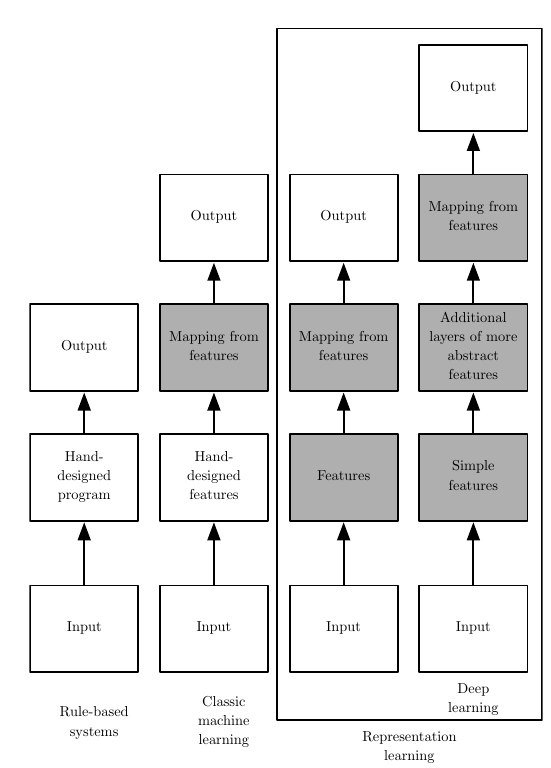 Output
Output
Output
Mapping from
features
Output
Mapping from
features
Mapping from
features
Additional
layers of more
abstract
features
Hand-
designed
program
Hand-
designed
features
Features
Simple
features
Input
Input
Input
Input
Rule-based
systems
Classic
machine
learning
Deep
learning
Representation
learning